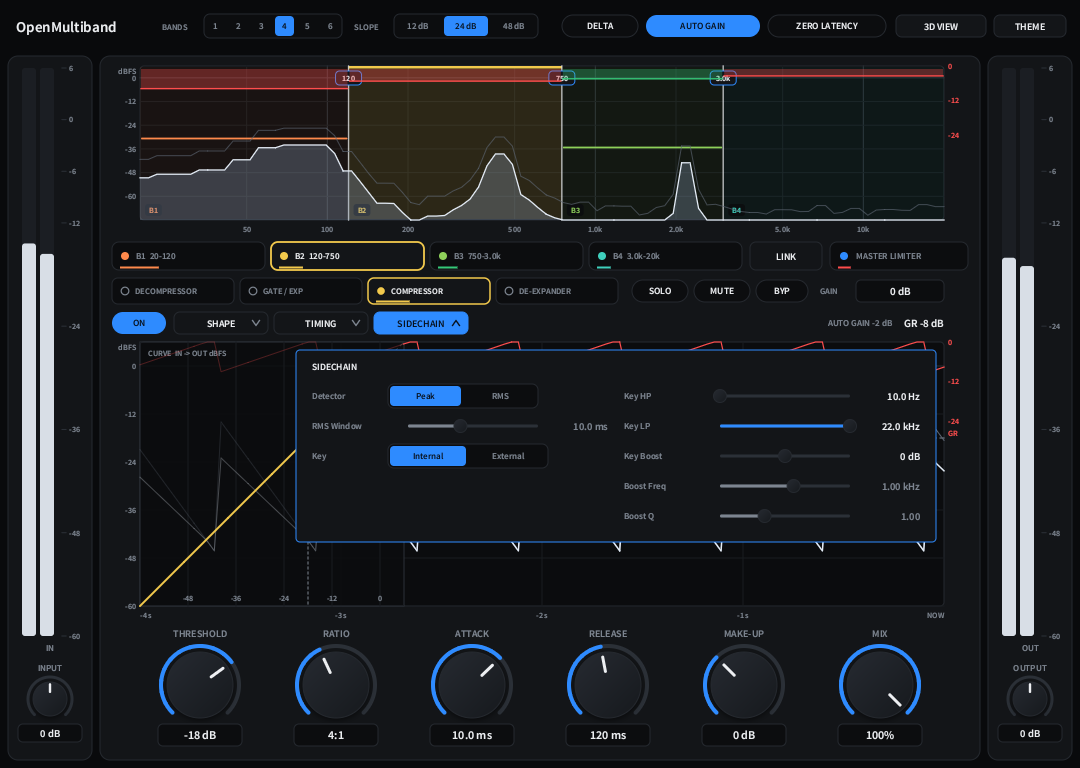 OpenMultiband BANDS 1 2 3 4 5 6 SLOPE 12 dB 24 dB 48 dB DELTA AUTO GAIN ZERO LATENCY 3D VIEW THEME
6 dBFS 0 6
0 120 750 3.0k
-12 -12
0 -24 -24 0
-36
-6 -48 -6
-60
-12 B1 B2 B3 B4 -12
50 100 200 500 1.0k 2.0k 5.0k 10k
B1 20-120 B2 120-750 B3 750-3.0k B4 3.0k-20k LINK MASTER LIMITER
DECOMPRESSOR GATE / EXP COMPRESSOR DE-EXPANDER SOLO MUTE BYP GAIN 0 dB
-24 ON SHAPE TIMING SIDECHAIN AUTO GAIN -2 dB GR -8 dB -24
dBFS CURVE IN -> OUT dBFS 0
0 SIDECHAIN
-12
Detector Peak RMS Key HP 10.0 Hz
-12
-24
-36 RMS Window 10.0 ms Key LP 22.0 kHz GR -36
Key Internal External Key Boost 0 dB
-24
Boost Freq 1.00 kHz
-36 Boost Q 1.00
-48 -48
-48
-48 -36 -24 -12 0
-60
-4s -3s -2s -1s NOW
-60 THRESHOLD RATIO ATTACK RELEASE MAKE-UP MIX -60
IN OUT
INPUT OUTPUT
0 dB -18 dB 4:1 10.0 ms 120 ms 0 dB 100% 0 dB